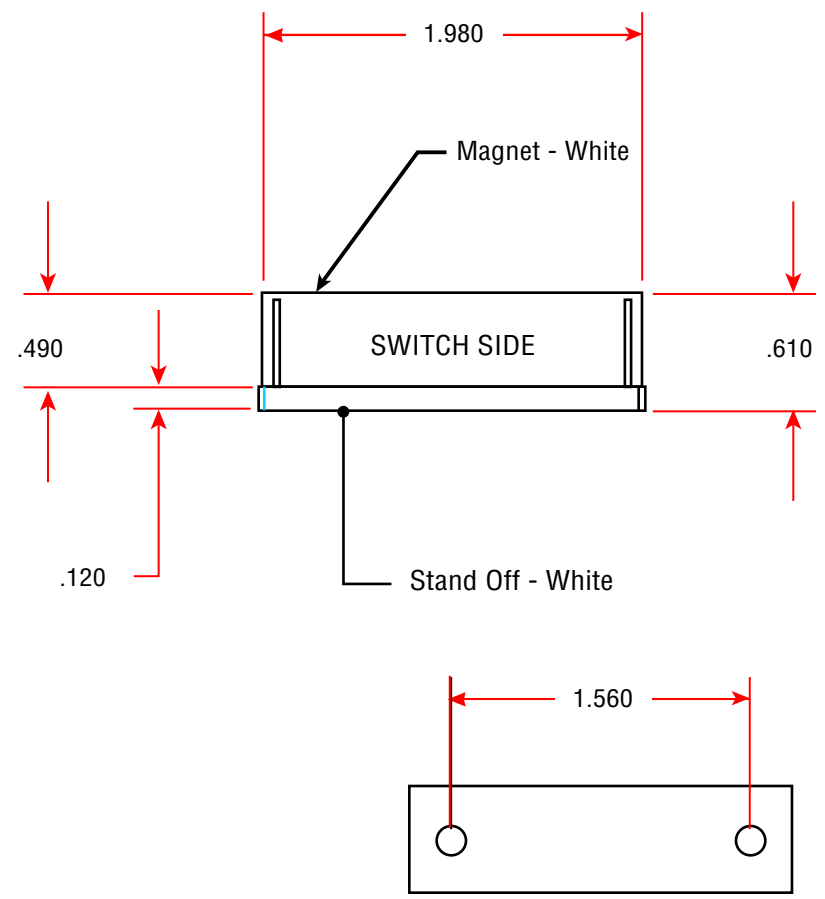 1.980
Magnet - White
.490
SWITCH SIDE
.610
.120
Stand Off - White
1.560